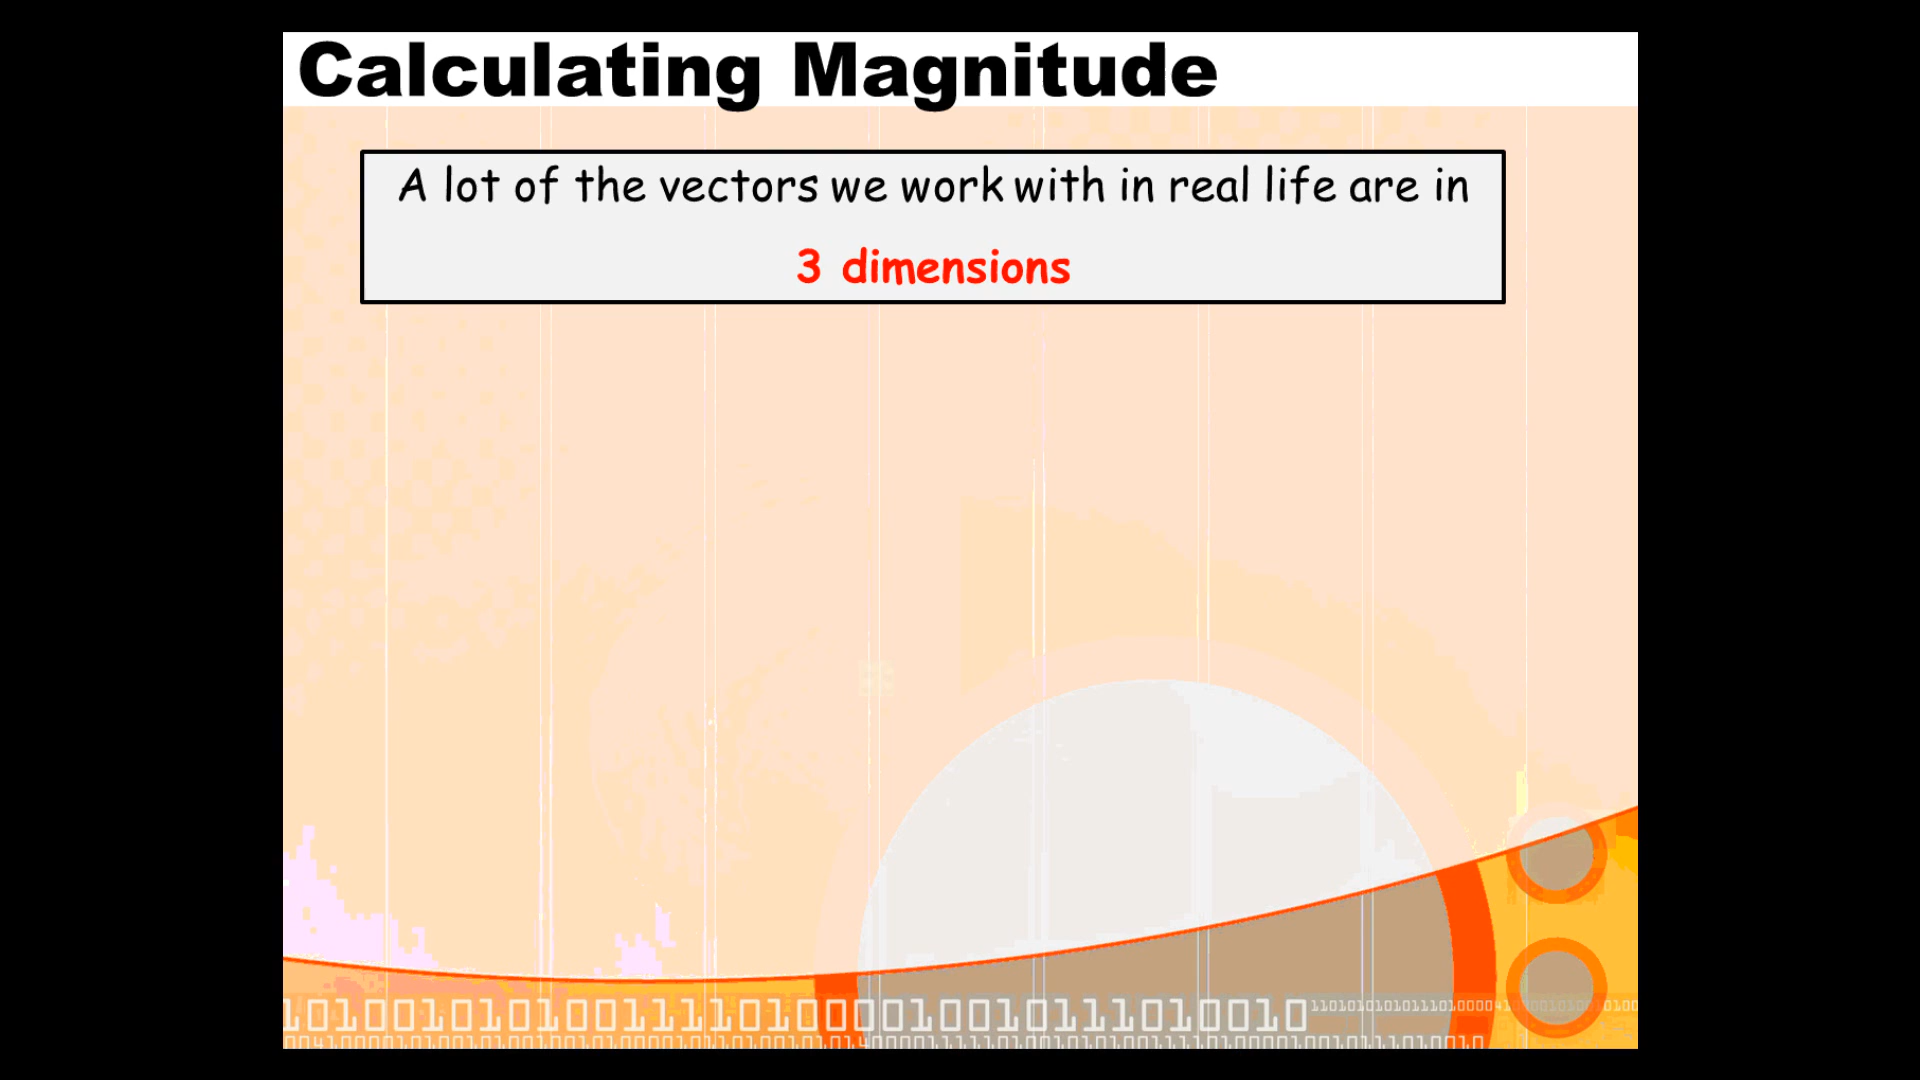 Calculating Magnitude
A lot of the vectors we work with in real life are in
3 dimensions